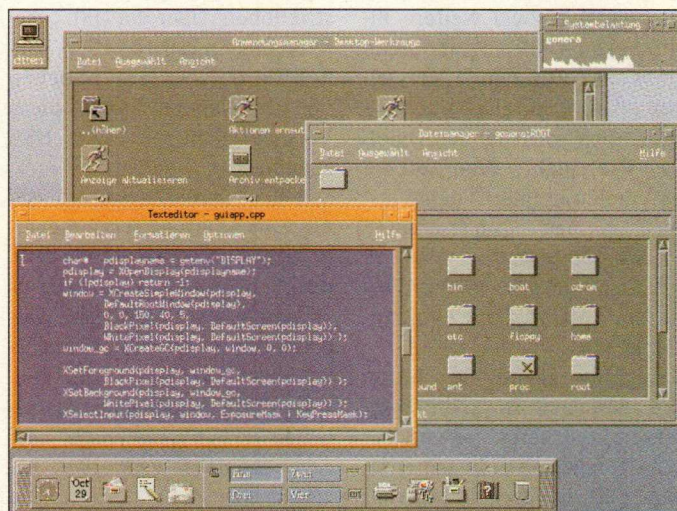 Systembelastung
gomera
dtterm
Anwendungsmanager - Desktop-Werkzeuge
Datei Ausgewählt Ansicht
..(höher)
Aktionen erneut
Anzeige aktualisieren
Archiv entpacke
Dateimanager - gomera:ROOT
Datei Ausgewählt Ansicht Hilfe
bin boot cdrom
etc floppy home
mnt proc root
Texteditor - guiapp.cpp
Datei Bearbeiten Formatieren Optionen Hilfe
char* pdisplayname = getenv("DISPLAY");
pdisplay = XOpenDisplay(pdisplayname);
if (!pdisplay) return -1;
window = XCreateSimpleWindow(pdisplay,
DefaultRootWindow(pdisplay),
0, 0, 150, 40, 5,
BlackPixel(pdisplay, DefaultScreen(pdisplay)),
WhitePixel(pdisplay, DefaultScreen(pdisplay)) );
window_gc = XCreateGC(pdisplay, window, 0, 0);
XSetForeground(pdisplay, window_gc,
BlackPixel(pdisplay, DefaultScreen(pdisplay)) );
XSetBackground(pdisplay, window_gc,
WhitePixel(pdisplay, DefaultScreen(pdisplay)) );
XSelectInput(pdisplay, window, ExposureMask | KeyPressMask);
Oct
29
Eins Zwei
Drei Vier